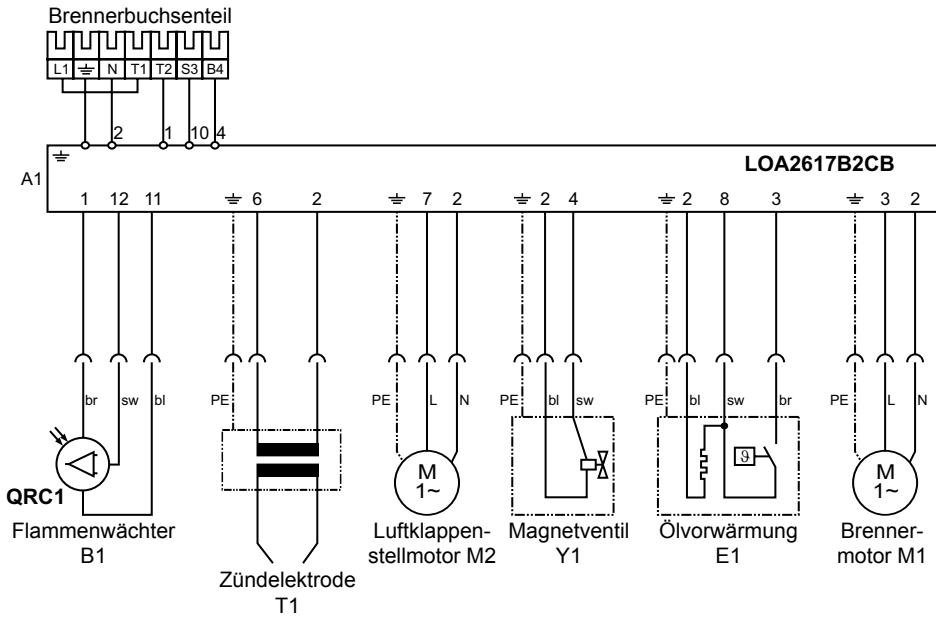 Brennerbuchsenteil
L1 N T1 T2 S3 B4
2 1 10 4
A1
LOA2617B2CB
1 12 11 6 2 7 2 2 4 2 8 3 3 2
br sw bl PE PE L N PE bl sw PE bl sw br PE L N
ϑ
M
1~
M
1~
QRC1
Flammenwächter
B1
Zündelektrode
T1
Luftklappen-
stellmotor M2
Magnetventil
Y1
Ölvorwärmung
E1
Brenner-
motor M1